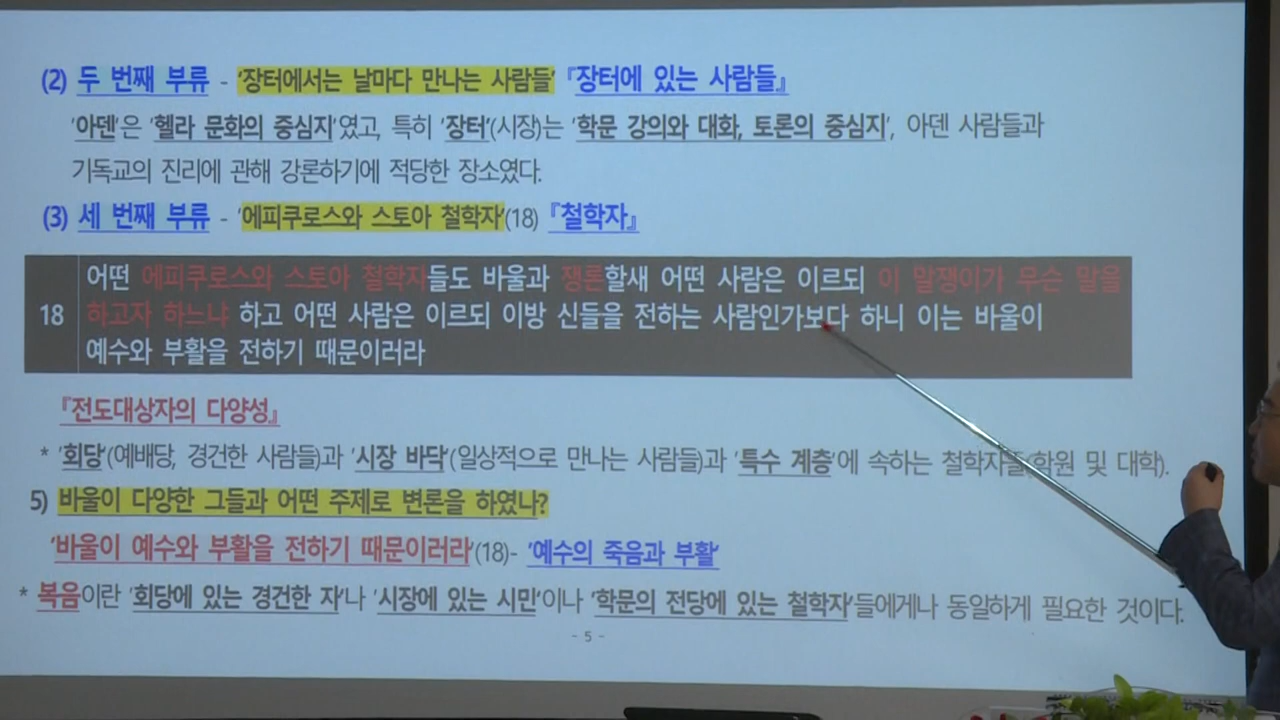 (2) 두 번째 부류 - '장터에서는 날마다 만나는 사람들' 『장터에 있는 사람들』
'아덴'은 '헬라 문화의 중심지'였고, 특히 '장터'(시장)는 '학문 강의와 대화, 토론의 중심지', 아덴 사람들과
기독교의 진리에 관해 강론하기에 적당한 장소였다.
(3) 세 번째 부류 - '에피쿠로스와 스토아 철학자'(18) 『철학자』
18 어떤 에피쿠로스와 스토아 철학자들도 바울과 쟁론할새 어떤 사람은 이르되 이 말쟁이가 무슨 말을
하고자 하느냐 하고 어떤 사람은 이르되 이방 신들을 전하는 사람인가보다 하니 이는 바울이
예수와 부활을 전하기 때문이러라
『전도대상자의 다양성』
* '회당'(예배당, 경건한 사람들)과 '시장 바닥'(일상적으로 만나는 사람들)과 '특수 계층'에 속하는 철학자들(학원 및 대학).
5) 바울이 다양한 그들과 어떤 주제로 변론을 하였나?
'바울이 예수와 부활을 전하기 때문이러라'(18)- '예수의 죽음과 부활'
* 복음이란 '회당에 있는 경건한 자'나 '시장에 있는 시민'이나 '학문의 전당에 있는 철학자'들에게나 동일하게 필요한 것이다.
- 5 -